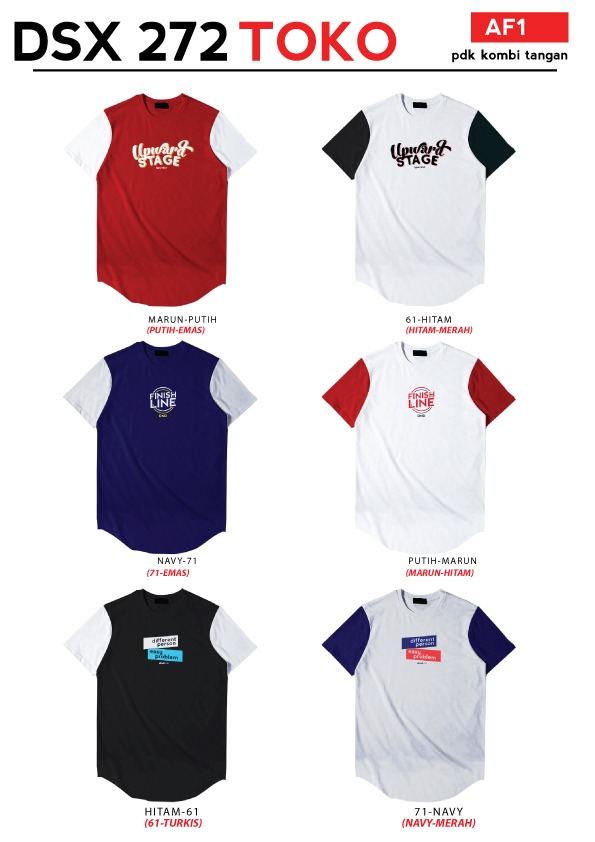 DSX 272 TOKO
AF1
pdk kombi tangan
Upward
STAGE
Upward
STAGE
MARUN-PUTIH
(PUTIH-EMAS)
61-HITAM
(HITAM-MERAH)
FINISH
LINE
DND
FINISH
LINE
DND
NAVY-71
(71-EMAS)
PUTIH-MARUN
(MARUN-HITAM)
different
person
easy
problem
different
person
easy
problem
HITAM-61
(61-TURKIS)
71-NAVY
(NAVY-MERAH)